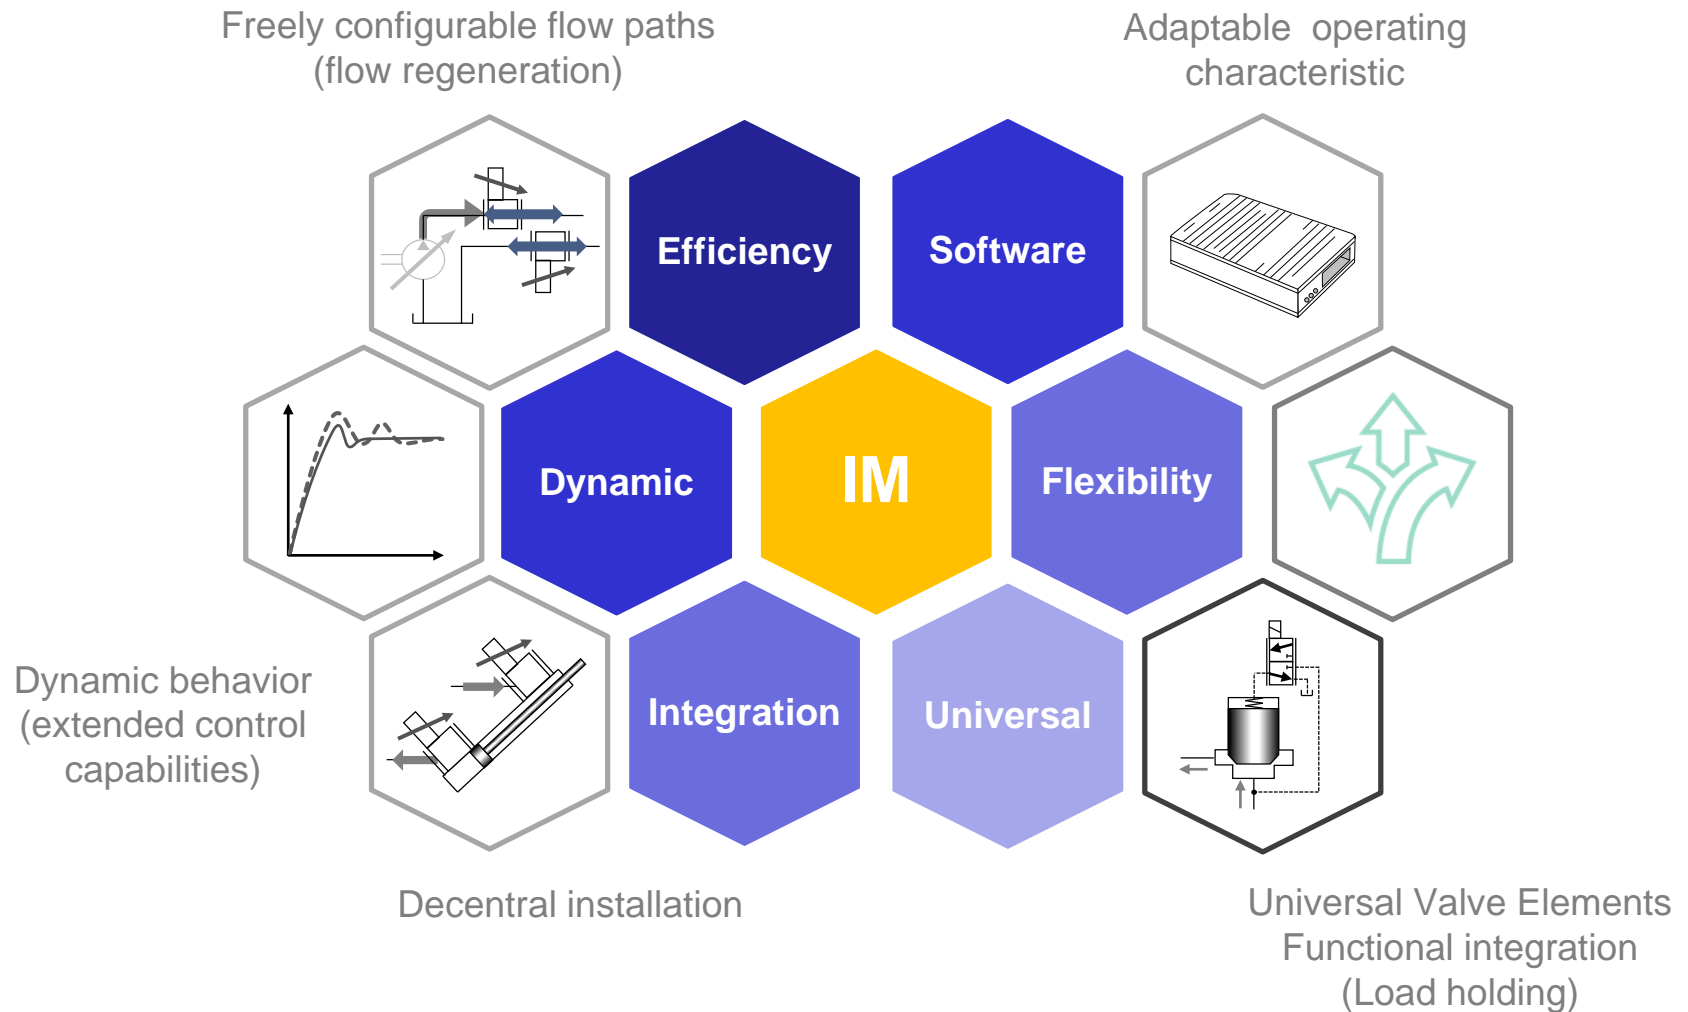 Freely configurable flow paths
(flow regeneration)
Adaptable operating
characteristic
Efficiency
Software
Dynamic
IM
Flexibility
Integration
Universal
Dynamic behavior
(extended control
capabilities)
Decentral installation
Universal Valve Elements
Functional integration
(Load holding)